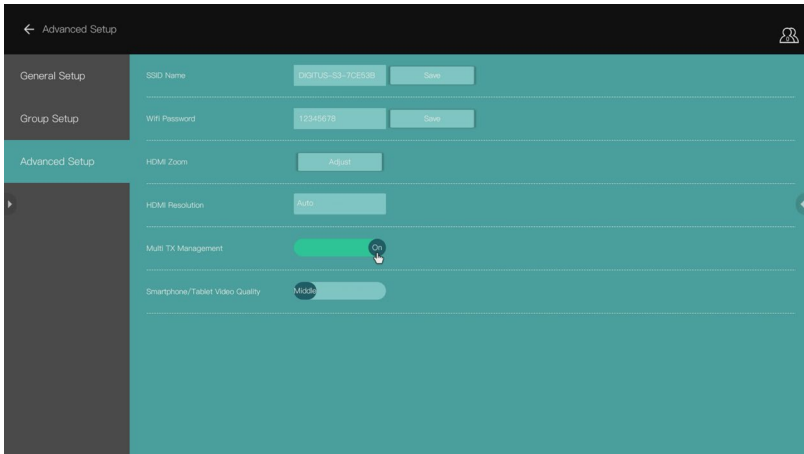 Advanced Setup
General Setup
Group Setup
Advanced Setup
SSID Name
DIGITUS-S3-7CE53B
Save
Wifi Password
12345678
Save
HDMI Zoom
Adjust
HDMI Resolution
Auto
Multi TX Management
On
Smartphone/Tablet Video Quality
Middle